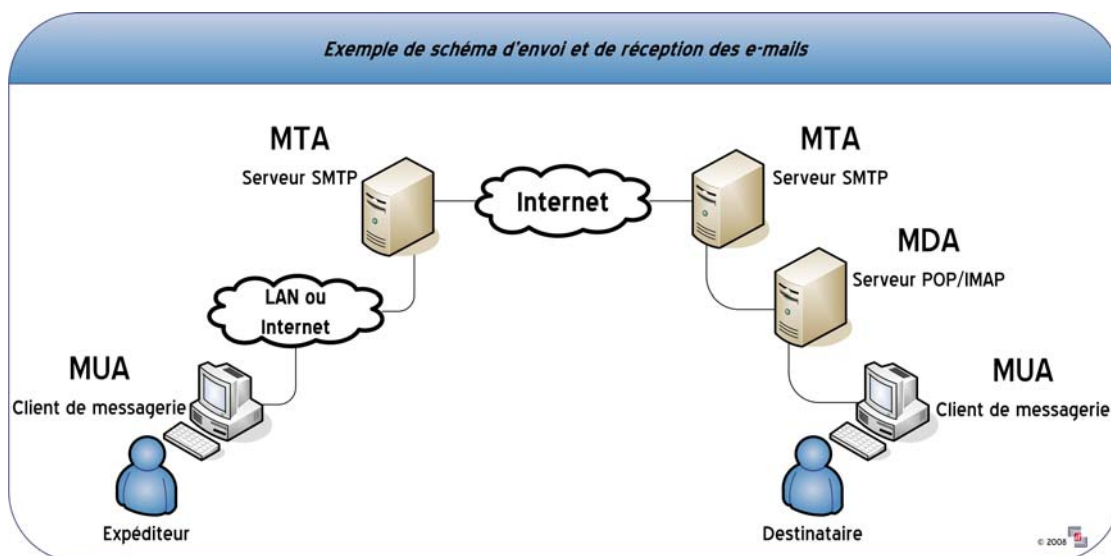 Exemple de schéma d'envoi et de réception des e-mails
MTA
Serveur SMTP
Internet
MTA
Serveur SMTP
MDA
Serveur POP/IMAP
LAN ou
Internet
MUA
Client de messagerie
Expéditeur
MUA
Client de messagerie
Destinataire
© 2008